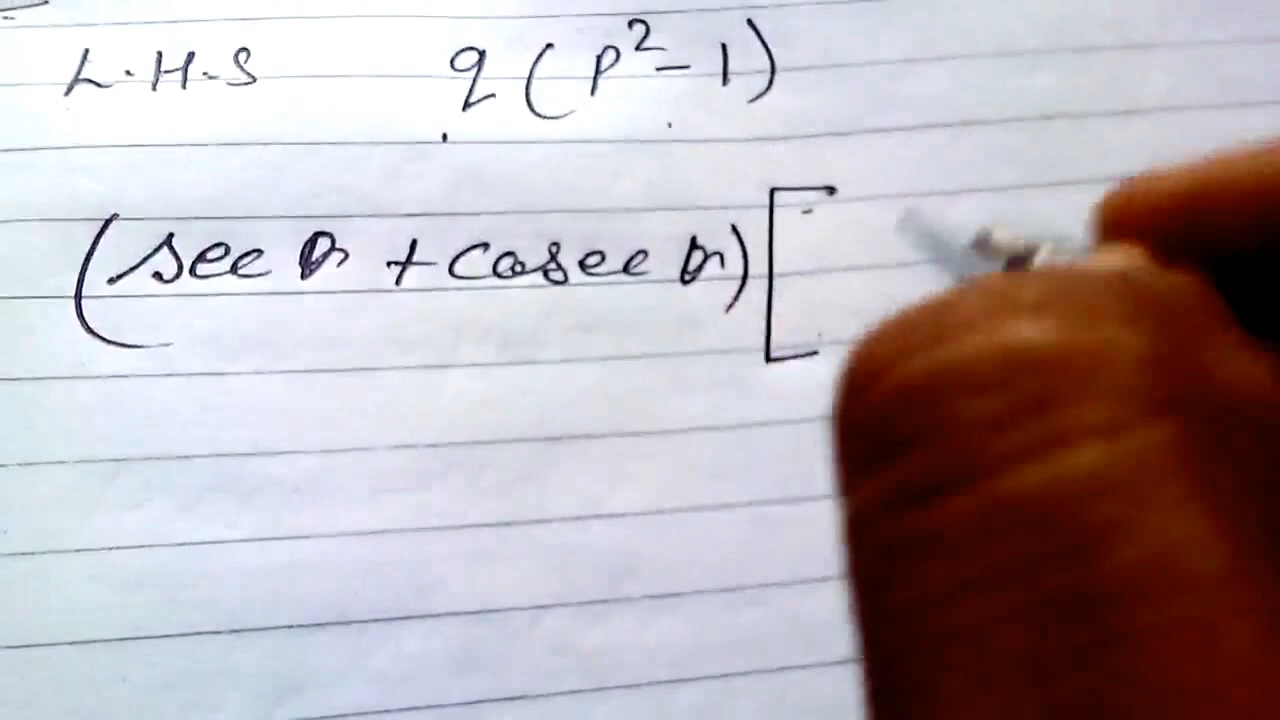 L.H.S q(p²-1)
(sec θ + cosec θ)[